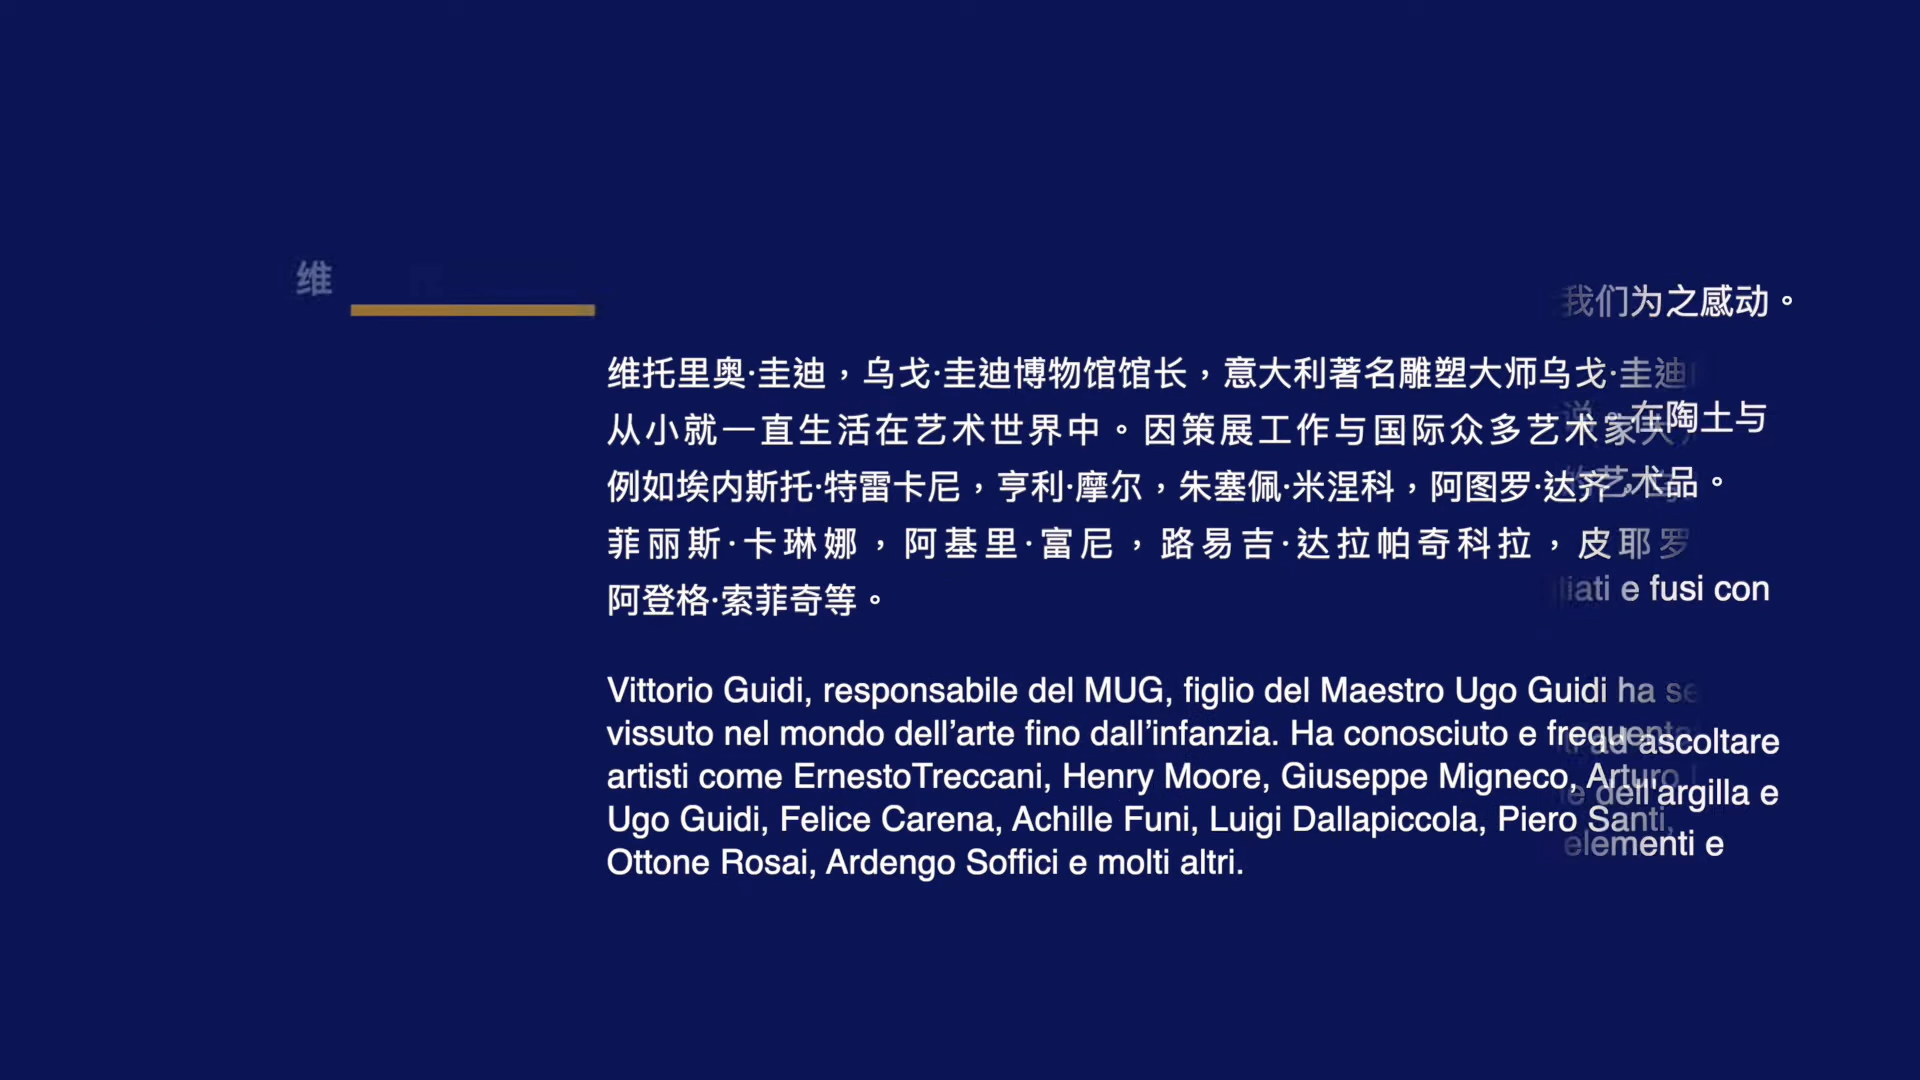 维
我们为之感动。
维托里奥·圭迪，乌戈·圭迪博物馆馆长，意大利著名雕塑大师乌戈·圭迪
从小就一直生活在艺术世界中。因策展工作与国际众多艺术家大
说。在陶土与
例如埃内斯托·特雷卡尼，亨利·摩尔，朱塞佩·米涅科，阿图罗·达齐，
艺术品。
菲丽斯·卡琳娜，阿基里·富尼，路易吉·达拉帕奇科拉，皮耶罗
fusi con
阿登格·索菲奇等。
Vittorio Guidi, responsabile del MUG, figlio del Maestro Ugo Guidi ha
vissuto nel mondo dell’arte fino dall’infanzia. Ha conosciuto e
ad ascoltare
artisti come ErnestoTreccani, Henry Moore, Giuseppe Migneco, Arturo
dell'argilla e
Ugo Guidi, Felice Carena, Achille Funi, Luigi Dallapiccola, Piero Santi,
elementi e
Ottone Rosai, Ardengo Soffici e molti altri.